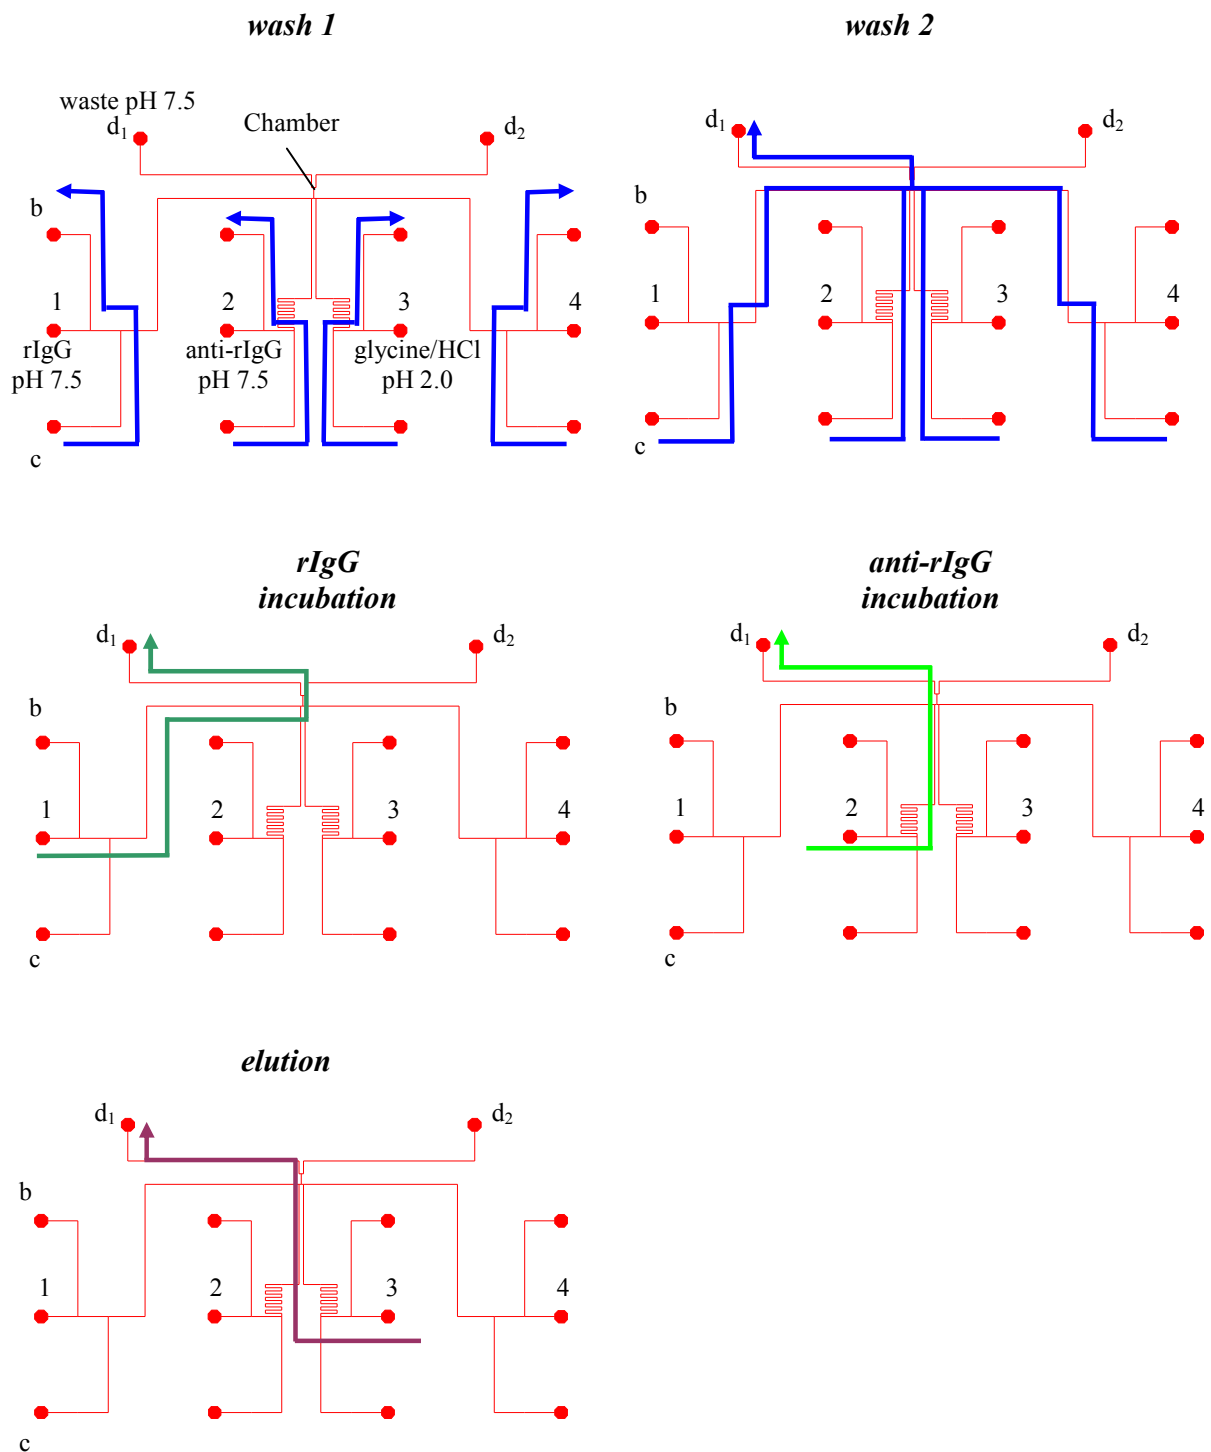 wash 1
wash 2
waste pH 7.5
d1
Chamber
d2
b
1
2
3
4
rIgG
pH 7.5
anti-rIgG
pH 7.5
glycine/HCl
pH 2.0
c
d1
d2
b
1
2
3
4
c
rIgG
incubation
anti-rIgG
incubation
d1
d2
b
1
2
3
4
c
d1
d2
b
1
2
3
4
c
elution
d1
d2
b
1
2
3
4
c